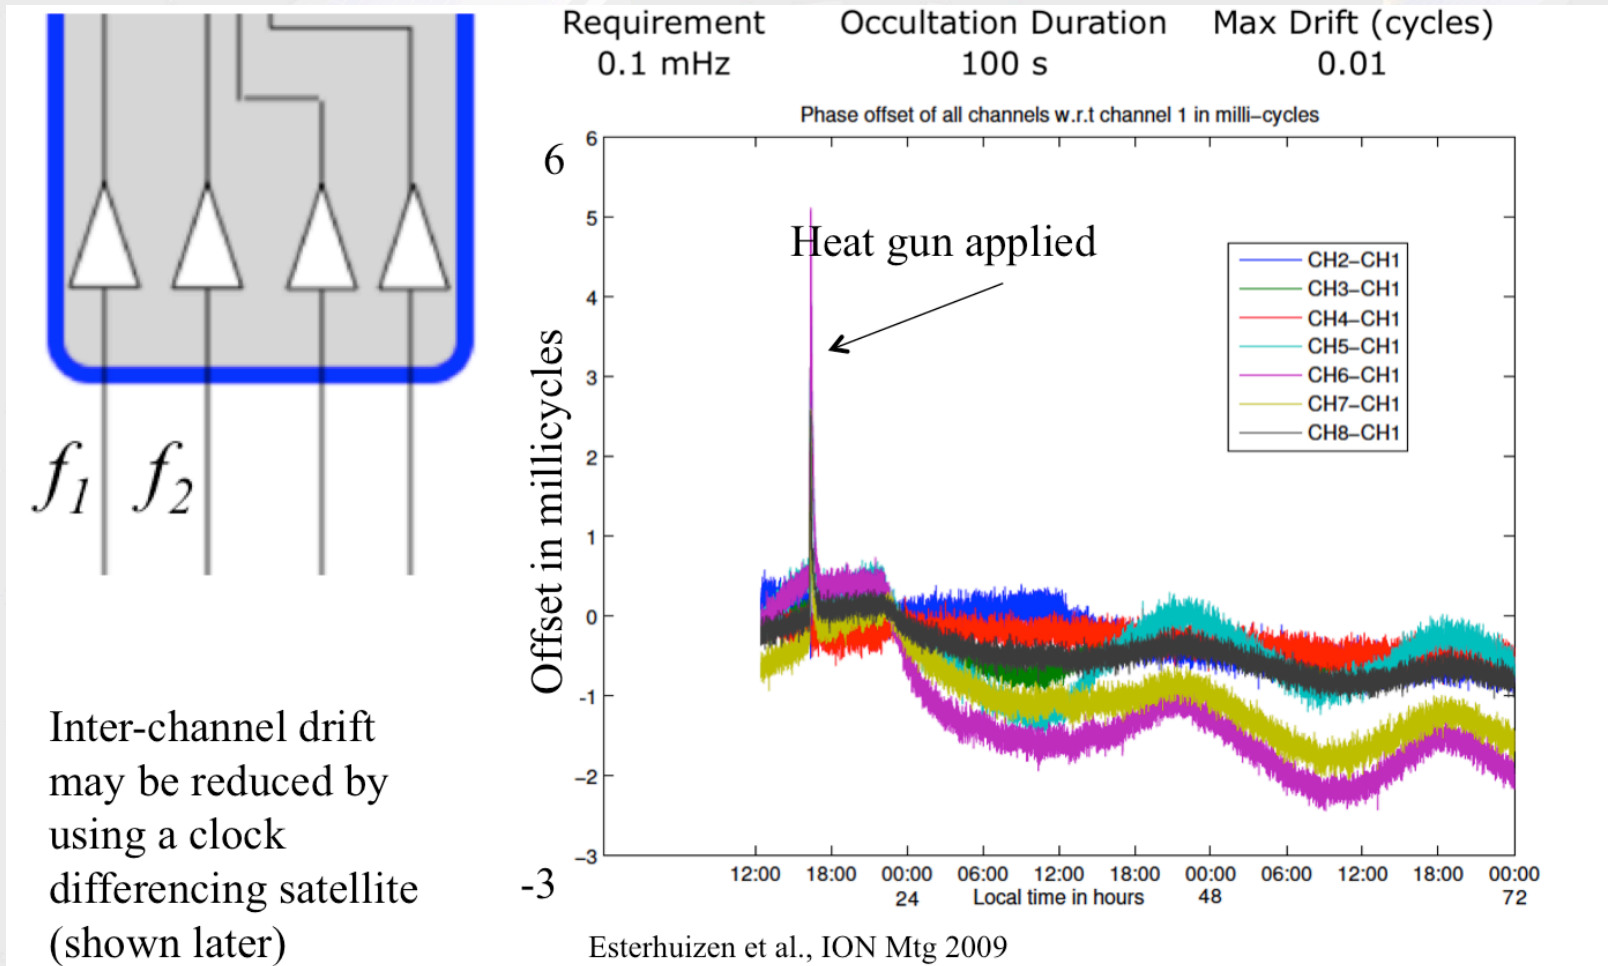 Requirement Occultation Duration Max Drift (cycles)
0.1 mHz 100 s 0.01
Phase offset of all channels w.r.t channel 1 in milli−cycles
6
6
5
4
3
2
1
0
-1
−2
−3
-3
Offset in millicycles
Heat gun applied
CH2−CH1
CH3−CH1
CH4−CH1
CH5−CH1
CH6−CH1
CH7−CH1
CH8−CH1
12:00 18:00 00:00 06:00 12:00 18:00 00:00 06:00 12:00 18:00 00:00
24 Local time in hours 48 72
f1 f2
Inter-channel drift
may be reduced by
using a clock
differencing satellite
(shown later)
Esterhuizen et al., ION Mtg 2009